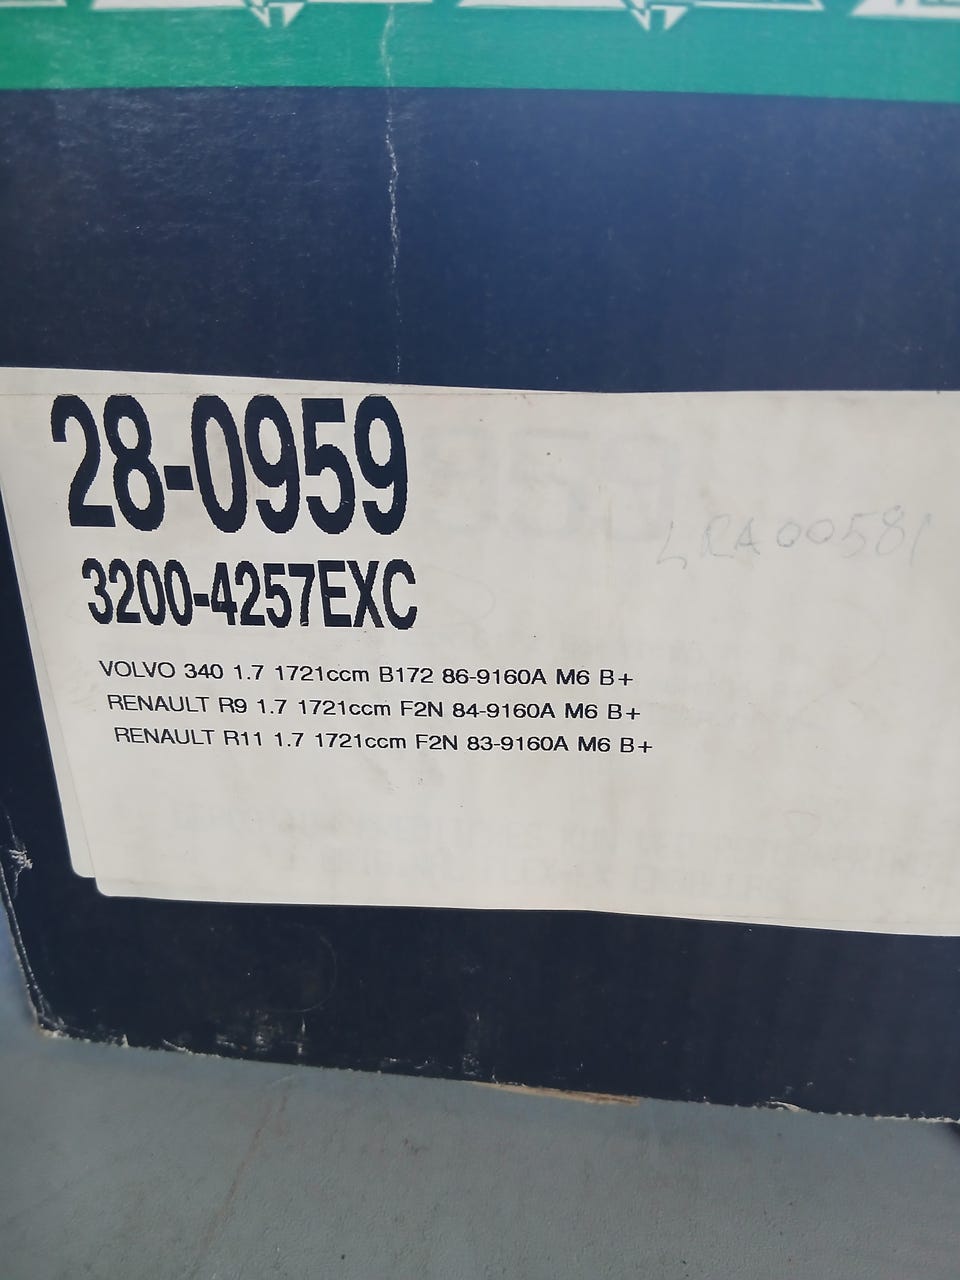 28-0959
LRA00581
3200-4257EXC
VOLVO 340 1.7 1721ccm B172 86-9160A M6 B+
RENAULT R9 1.7 1721ccm F2N 84-9160A M6 B+
RENAULT R11 1.7 1721ccm F2N 83-9160A M6 B+